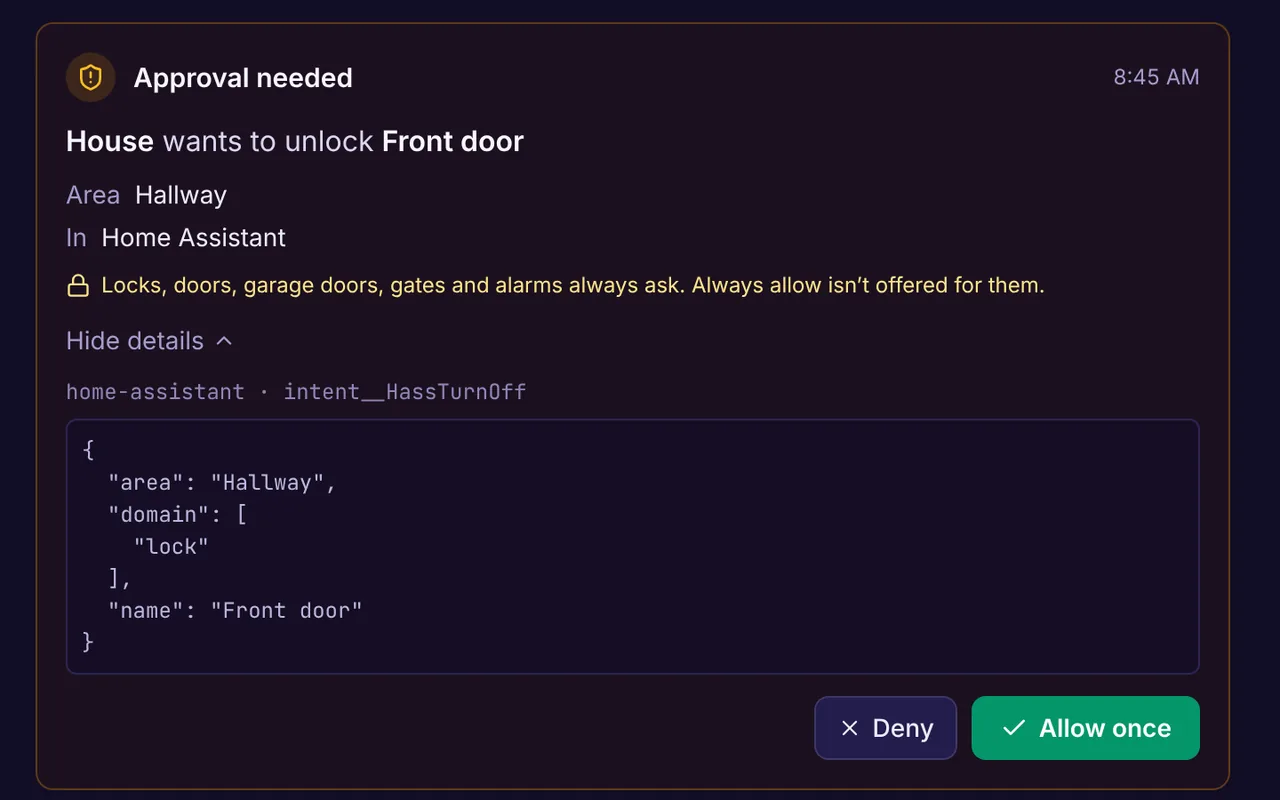 Approval needed
8:45 AM
House wants to unlock Front door
Area Hallway
In Home Assistant
Locks, doors, garage doors, gates and alarms always ask. Always allow isn’t offered for them.
Hide details
home-assistant · intent__HassTurnOff
{
  "area": "Hallway",
  "domain": [
    "lock"
  ],
  "name": "Front door"
}
Deny
Allow once